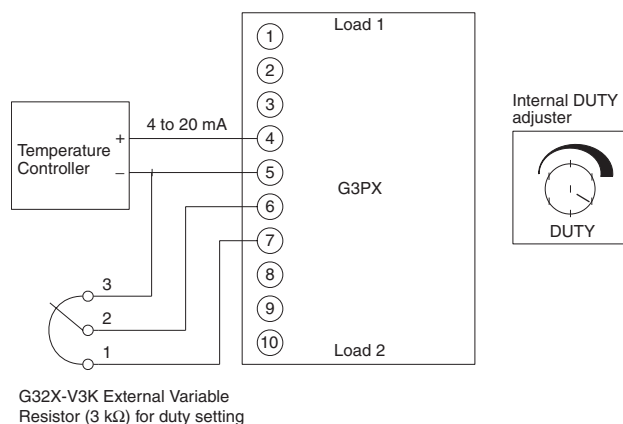 Load 1
1
2
3
4 to 20 mA
+
4
Temperature
Controller
–
5
G3PX
6
7
8
9
10
Load 2
3
2
1
G32X-V3K External Variable
Resistor (3 kΩ) for duty setting
Internal DUTY
adjuster
DUTY